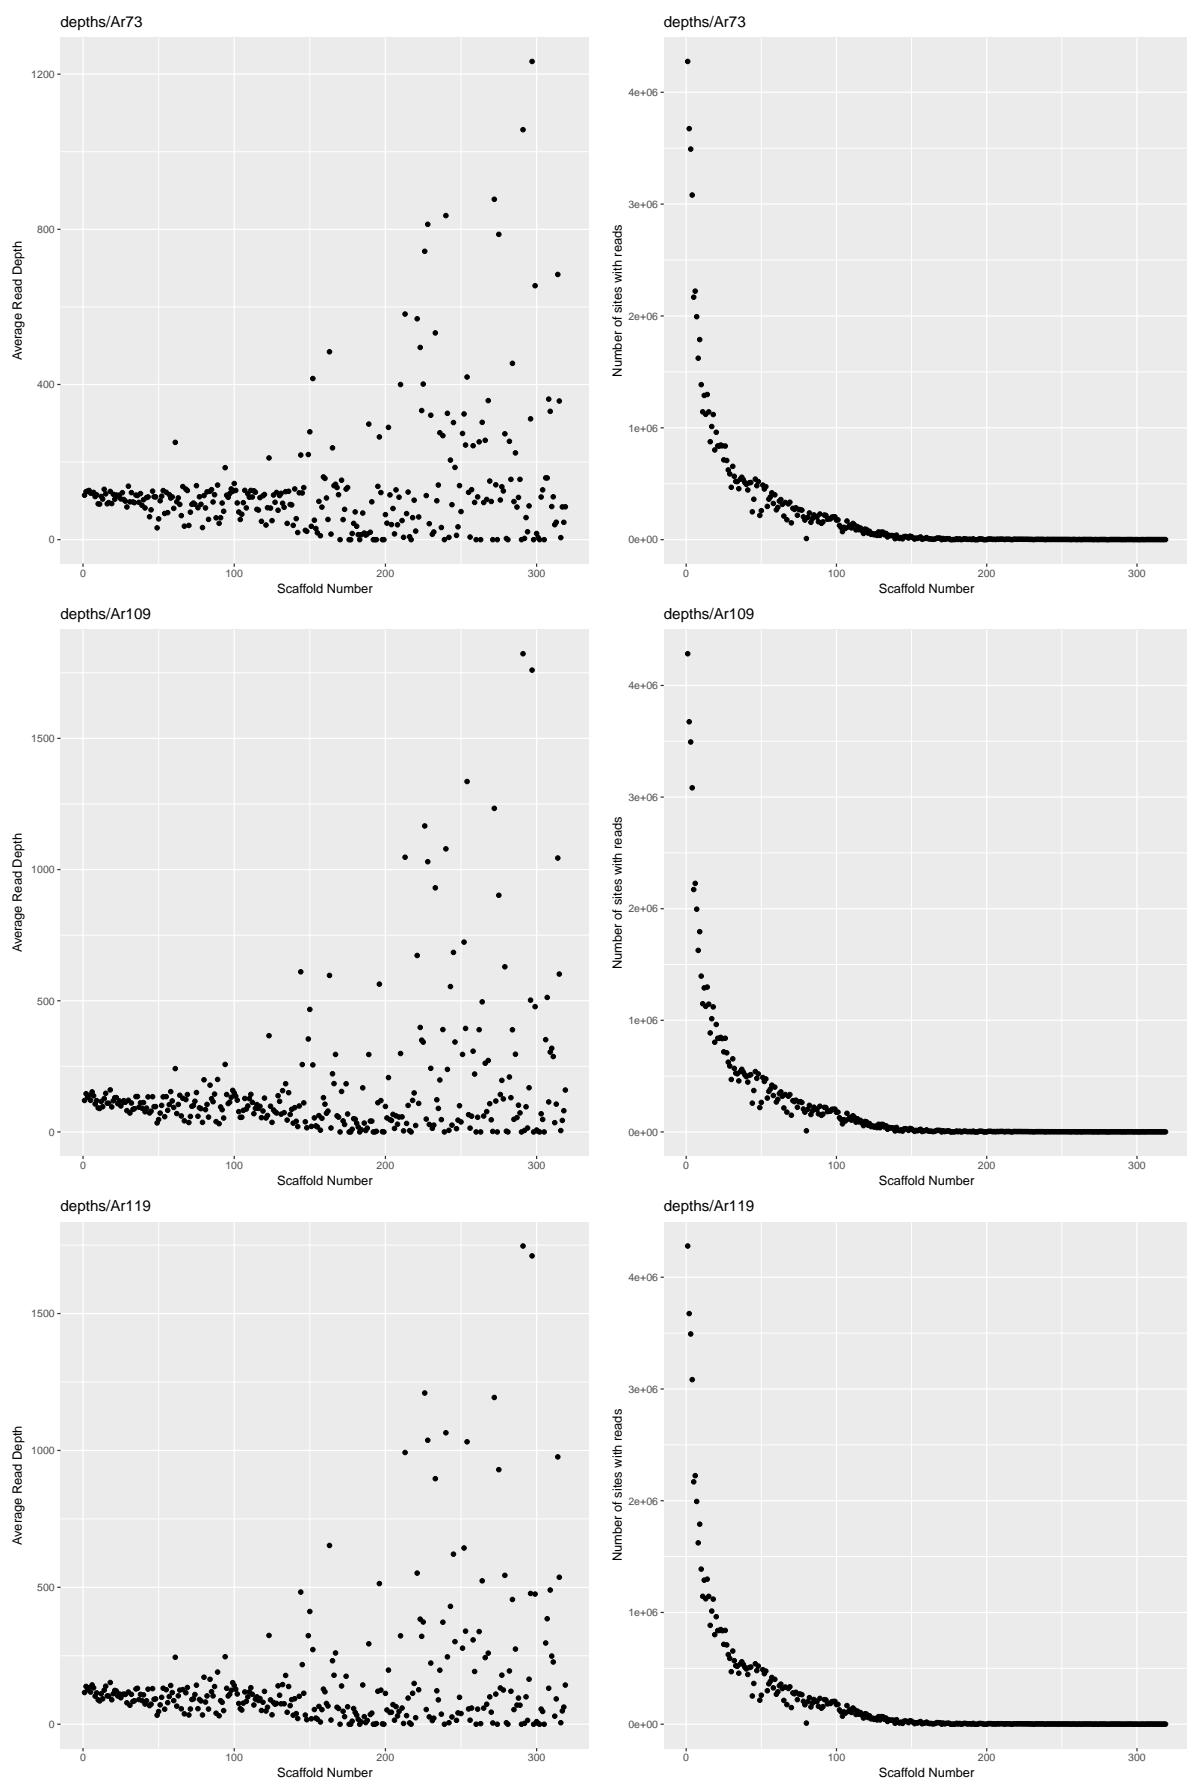 depths/Ar73
Average Read Depth
1200
800
400
0
0
100
200
300
Scaffold Number
depths/Ar73
Number of sites with reads
4e+06
3e+06
2e+06
1e+06
0e+00
0
100
200
300
Scaffold Number
depths/Ar109
Average Read Depth
1500
1000
500
0
0
100
200
300
Scaffold Number
depths/Ar109
Number of sites with reads
4e+06
3e+06
2e+06
1e+06
0e+00
0
100
200
300
Scaffold Number
depths/Ar119
Average Read Depth
1500
1000
500
0
0
100
200
300
Scaffold Number
depths/Ar119
Number of sites with reads
4e+06
3e+06
2e+06
1e+06
0e+00
0
100
200
300
Scaffold Number